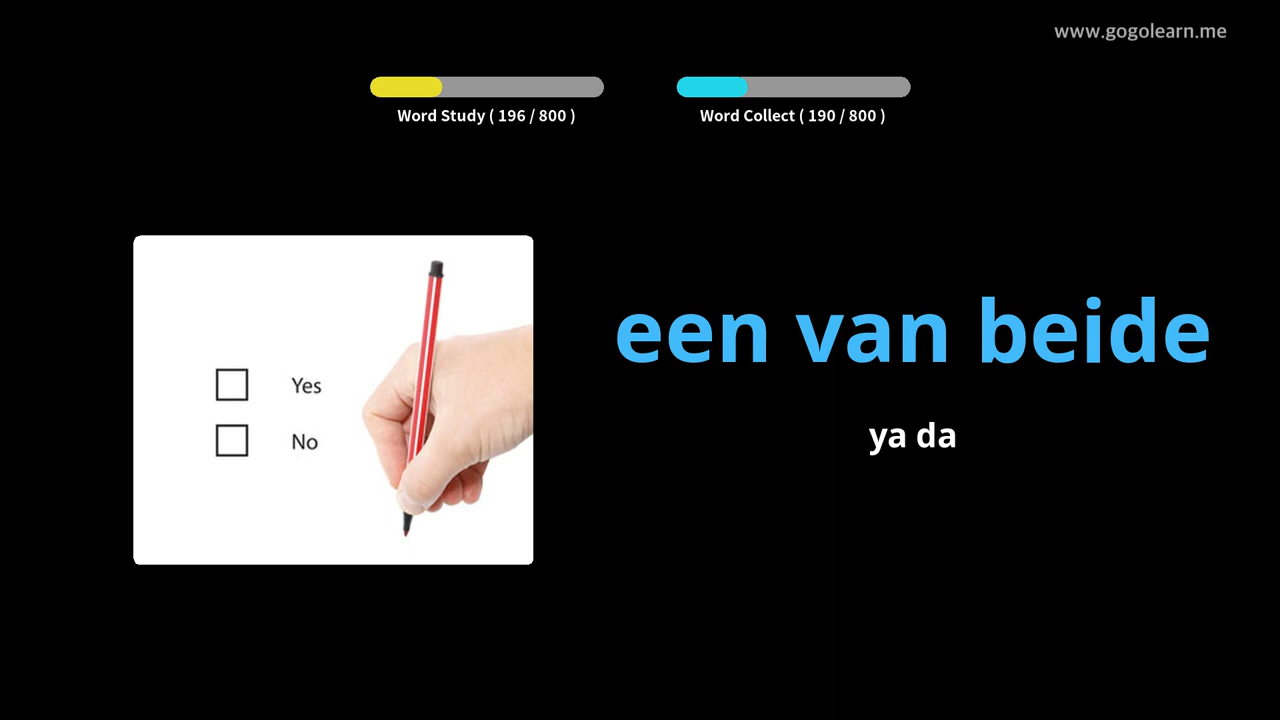 www.gogolearn.me
Word Study ( 196 / 800 )
Word Collect ( 190 / 800 )
Yes
No
een van beide
ya da